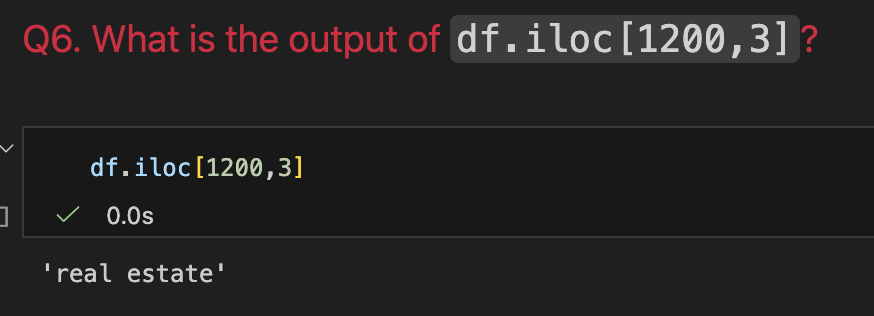 Q6. What is the output of df.iloc[1200,3]?
df.iloc[1200,3]
0.0s
'real estate'